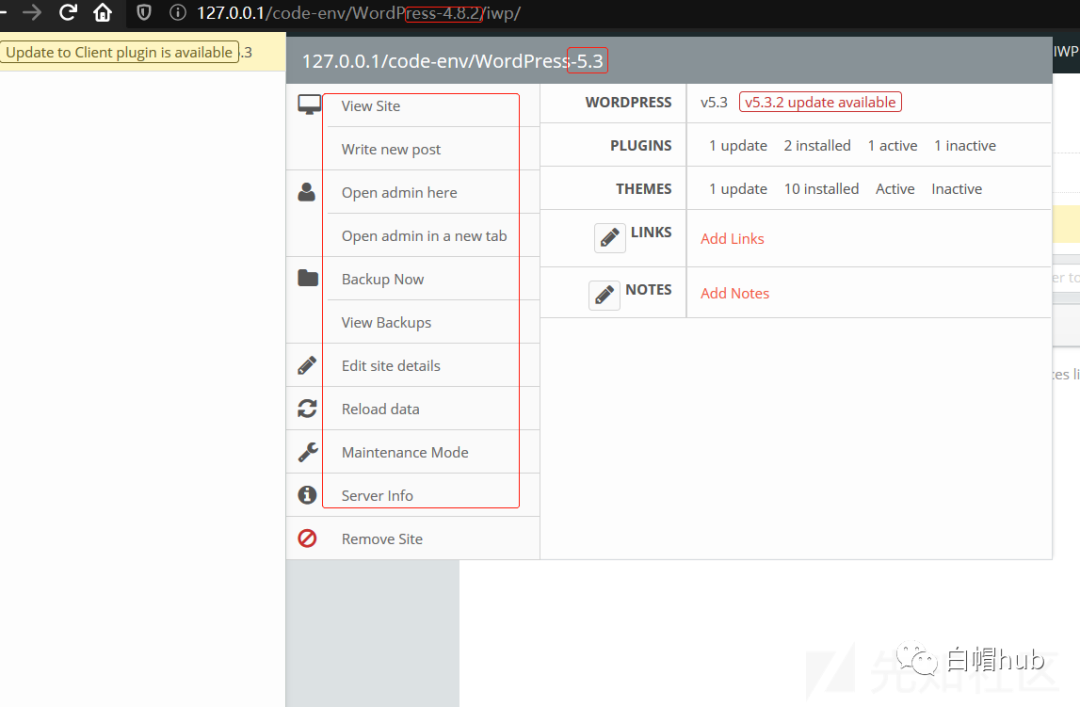 127.0.0.1/code-env/WordPress-4.8.2/iwp/
Update to Client plugin is available .3
127.0.0.1/code-env/WordPress-5.3
IWP
View Site
Write new post
Open admin here
Open admin in a new tab
Backup Now
View Backups
Edit site details
Reload data
Maintenance Mode
Server Info
Remove Site
WORDPRESS v5.3 v5.3.2 update available
PLUGINS 1 update 2 installed 1 active 1 inactive
THEMES 1 update 10 installed Active Inactive
LINKS Add Links
NOTES Add Notes
er to
tes li
先知社区
白帽hub